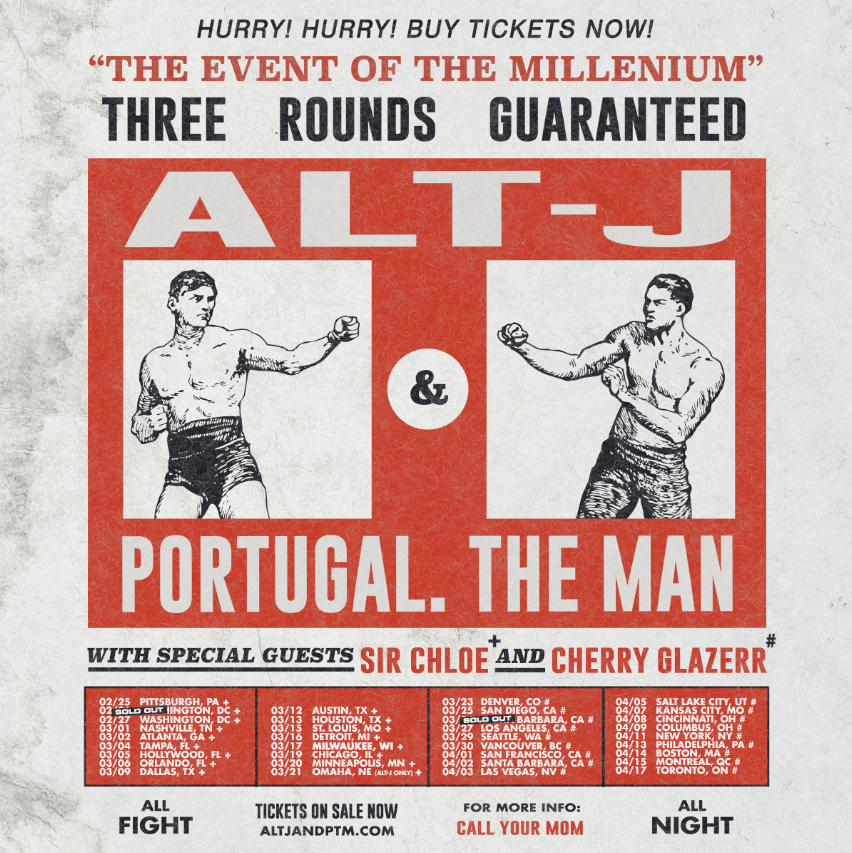 HURRY! HURRY! BUY TICKETS NOW!
“THE EVENT OF THE MILLENIUM”
THREE ROUNDS GUARANTEED
ALT-J
&
PORTUGAL. THE MAN
WITH SPECIAL GUESTS SIR CHLOE+ AND CHERRY GLAZERR#
02/25 PITTSBURGH, PA +
SOLD OUT INGTON, DC +
02/27 WASHINGTON, DC +
03/01 NASHVILLE, TN +
03/02 ATLANTA, GA +
03/04 TAMPA, FL +
03/05 HOLLYWOOD, FL +
03/06 ORLANDO, FL +
03/09 DALLAS, TX +
03/12 AUSTIN, TX +
03/13 HOUSTON, TX +
03/15 ST. LOUIS, MO +
03/16 DETROIT, MI +
03/17 MILWAUKEE, WI +
03/19 CHICAGO, IL +
03/20 MINNEAPOLIS, MN +
03/21 OMAHA, NE (ALT-J ONLY) +
03/23 DENVER, CO #
03/25 SAN DIEGO, CA #
03/ SOLD OUT BARBARA, CA #
03/27 LOS ANGELES, CA #
03/29 SEATTLE, WA #
03/30 VANCOUVER, BC #
04/01 SAN FRANCISCO, CA #
04/02 SANTA BARBARA, CA #
04/03 LAS VEGAS, NV #
04/05 SALT LAKE CITY, UT #
04/07 KANSAS CITY, MO #
04/08 CINCINNATI, OH #
04/09 COLUMBUS, OH #
04/11 NEW YORK, NY #
04/13 PHILADELPHIA, PA #
04/14 BOSTON, MA #
04/15 MONTREAL, QC #
04/17 TORONTO, ON #
ALL
FIGHT
TICKETS ON SALE NOW
ALTJANDPTM.COM
FOR MORE INFO:
CALL YOUR MOM
ALL
NIGHT